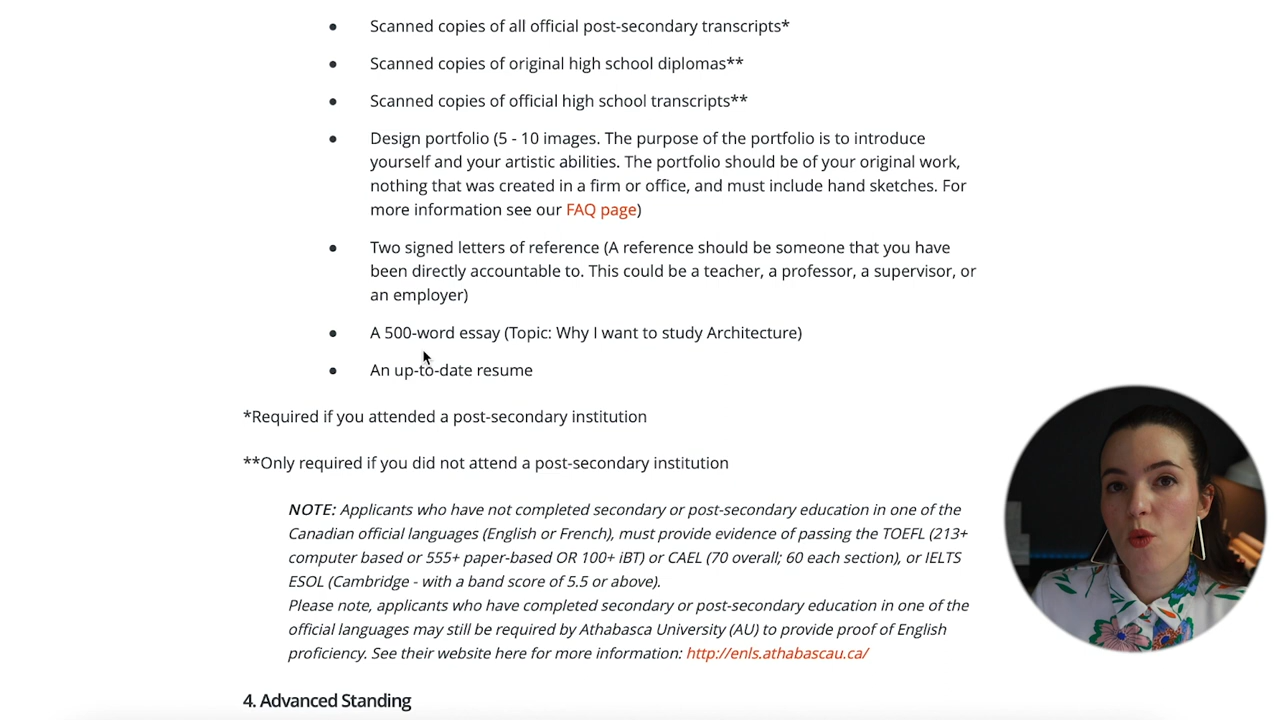 • Scanned copies of all official post-secondary transcripts*
• Scanned copies of original high school diplomas**
• Scanned copies of official high school transcripts**
• Design portfolio (5 - 10 images. The purpose of the portfolio is to introduce
yourself and your artistic abilities. The portfolio should be of your original work,
nothing that was created in a firm or office, and must include hand sketches. For
more information see our FAQ page)
• Two signed letters of reference (A reference should be someone that you have
been directly accountable to. This could be a teacher, a professor, a supervisor, or
an employer)
• A 500-word essay (Topic: Why I want to study Architecture)
• An up-to-date resume
*Required if you attended a post-secondary institution
**Only required if you did not attend a post-secondary institution
NOTE: Applicants who have not completed secondary or post-secondary education in one of the
Canadian official languages (English or French), must provide evidence of passing the TOEFL (213+
computer based or 555+ paper-based OR 100+ iBT) or CAEL (70 overall; 60 each section), or IELTS
ESOL (Cambridge - with a band score of 5.5 or above).
Please note, applicants who have completed secondary or post-secondary education in one of the
official languages may still be required by Athabasca University (AU) to provide proof of English
proficiency. See their website here for more information: http://enls.athabascau.ca/
4. Advanced Standing